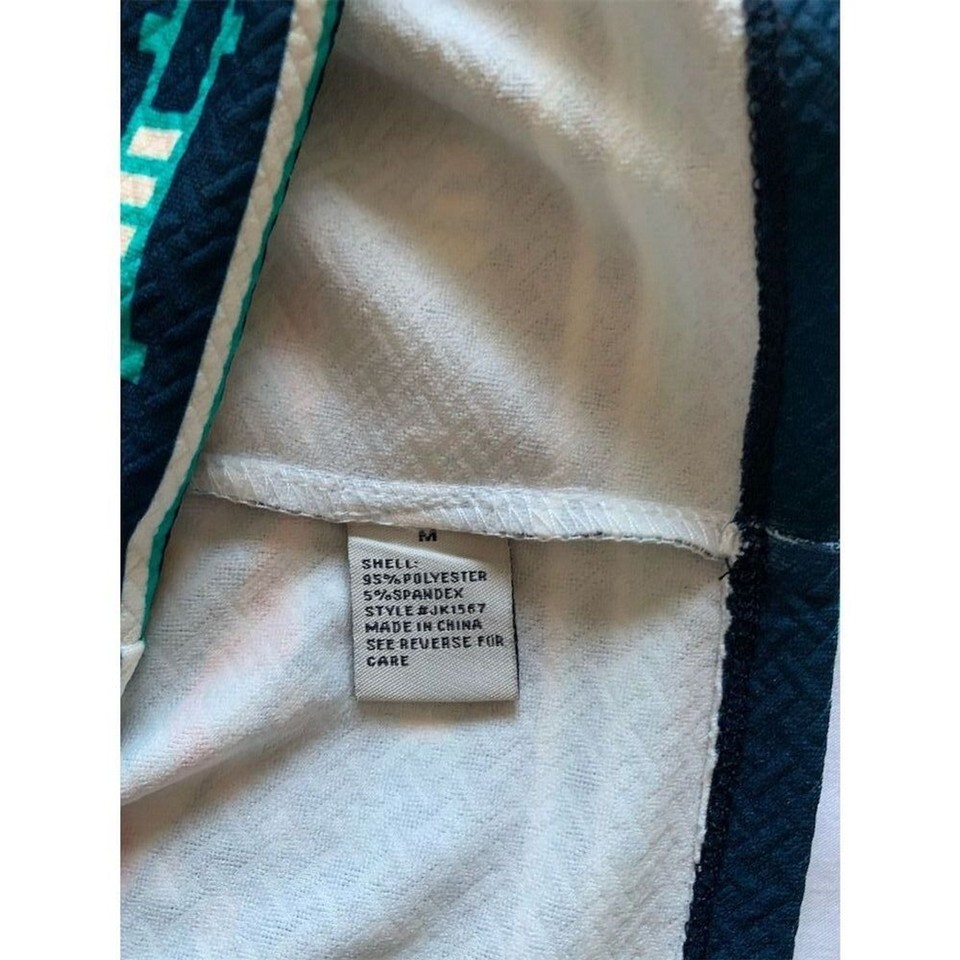 M
SHELL:
95%POLYESTER
5%SPANDEX
STYLE#JK1567
MADE IN CHINA
SEE REVERSE FOR
CARE